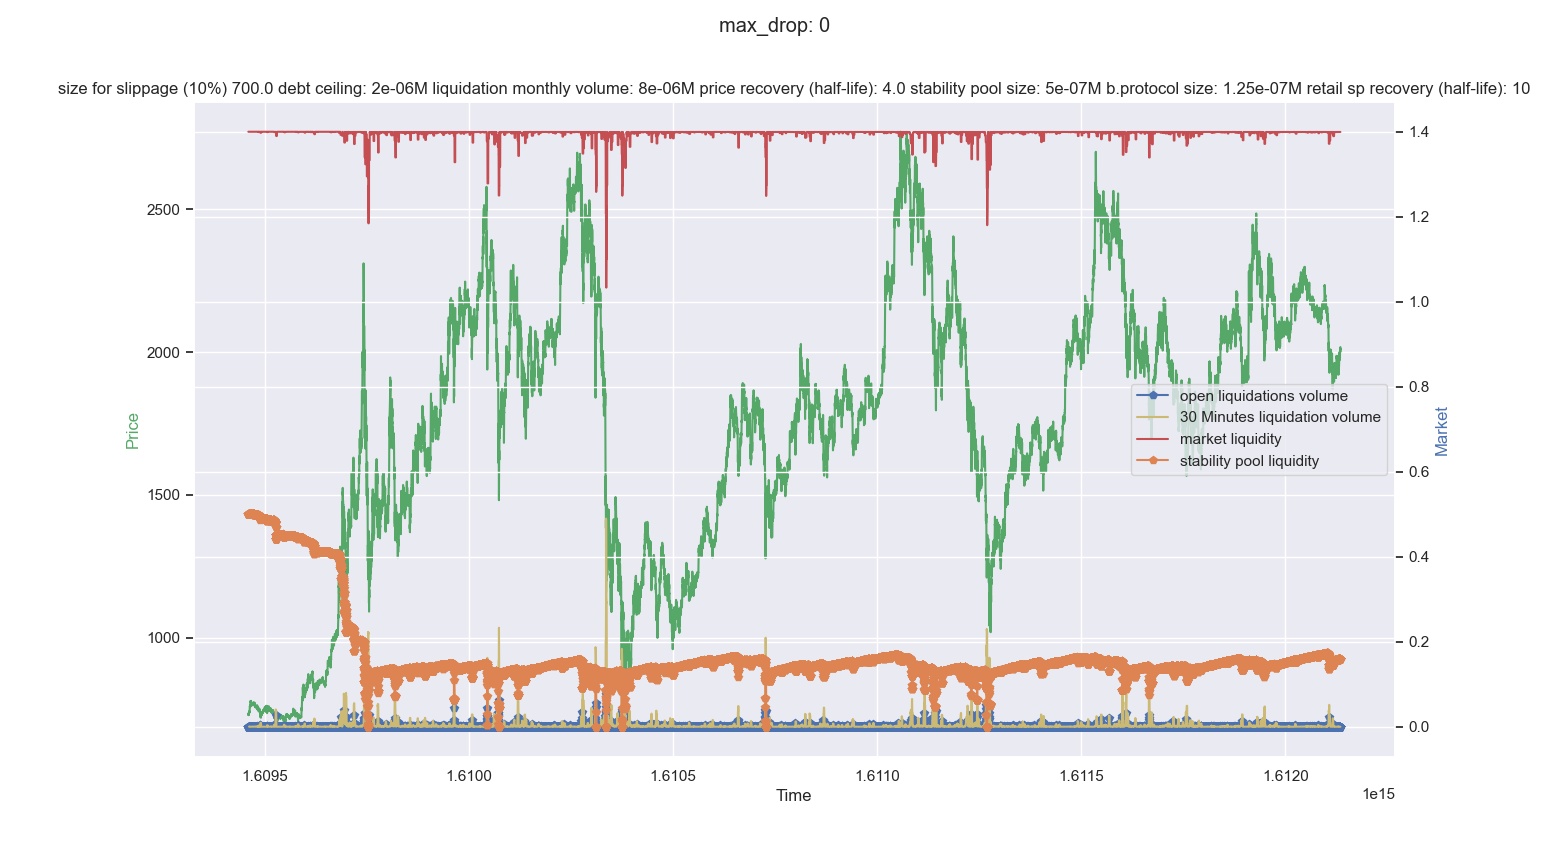 max_drop: 0
size for slippage (10%) 700.0 debt ceiling: 2e-06M liquidation monthly volume: 8e-06M price recovery (half-life): 4.0 stability pool size: 5e-07M b.protocol size: 1.25e-07M retail sp recovery (half-life): 10
1.4
2500
1.2
1.0
2000
0.8
open liquidations volume
30 Minutes liquidation volume
Price
Market
market liquidity
stability pool liquidity
0.6
1500
0.4
1000
0.2
0.0
1.6095 1.6100 1.6105 1.6110 1.6115 1.6120
Time
1e15